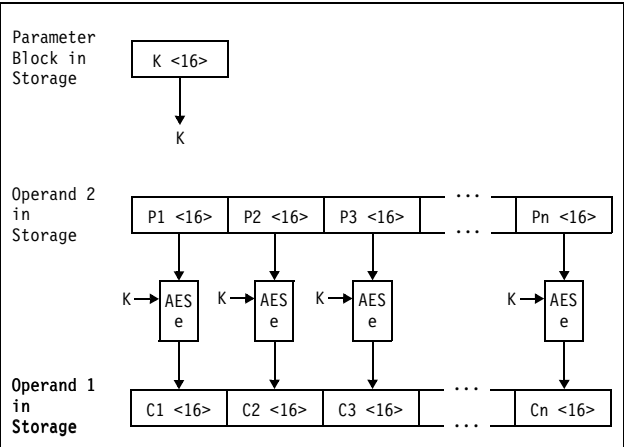 Parameter
Block in
Storage
K <16>
K
Operand 2
in
Storage
...
P1 <16> P2 <16> P3 <16> Pn <16>
...
K AES e K AES e K AES e K AES e
Operand 1
in
Storage
...
C1 <16> C2 <16> C3 <16> Cn <16>
...